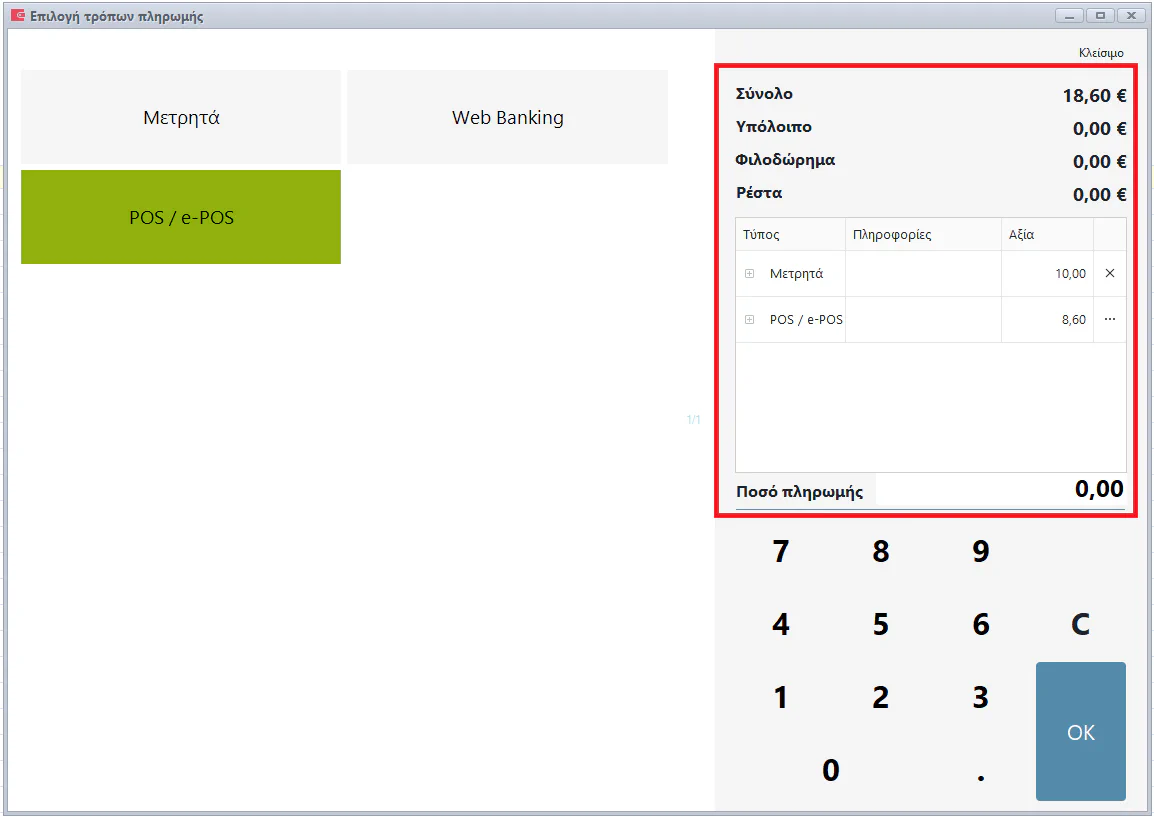 Επιλογή τρόπων πληρωμής
Κλείσιμο
Μετρητά
Web Banking
POS / e-POS
1/1
Σύνολο 18,60 €
Υπόλοιπο 0,00 €
Φιλοδώρημα 0,00 €
Ρέστα 0,00 €
Τύπος Πληροφορίες Αξία
Μετρητά 10,00 ×
POS / e-POS 8,60 ...
Ποσό πληρωμής 0,00
7 8 9
4 5 6 C
1 2 3
OK
0 .